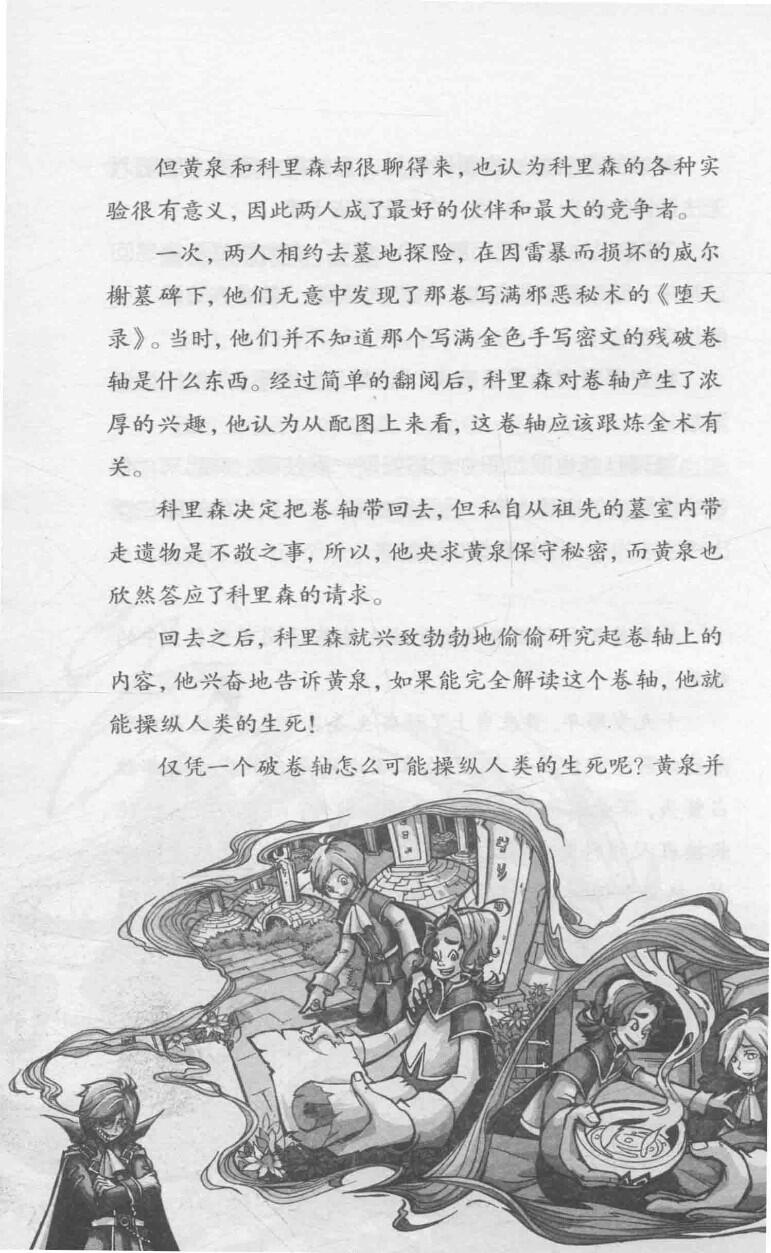 但黄泉和科里森却很聊得来，也认为科里森的各种实
验很有意义，因此两人成了最好的伙伴和最大的竞争者。
一次，两人相约去墓地探险，在因雷暴而损坏的威尔
榭墓碑下，他们无意中发现了那卷写满邪恶秘术的《堕天
录》。当时，他们并不知道那个写满金色手写密文的残破卷
轴是什么东西。经过简单的翻阅后，科里森对卷轴产生了浓
厚的兴趣，他认为从配图上来看，这卷轴应该跟炼金术有
关。
科里森决定把卷轴带回去，但私自从祖先的墓室内带
走遗物是不敬之事，所以，他央求黄泉保守秘密，而黄泉也
欣然答应了科里森的请求。
回去之后，科里森就兴致勃勃地偷偷研究起卷轴上的
内容，他兴奋地告诉黄泉，如果能完全解读这个卷轴，他就
能操纵人类的生死！
仅凭一个破卷轴怎么可能操纵人类的生死呢？黄泉并